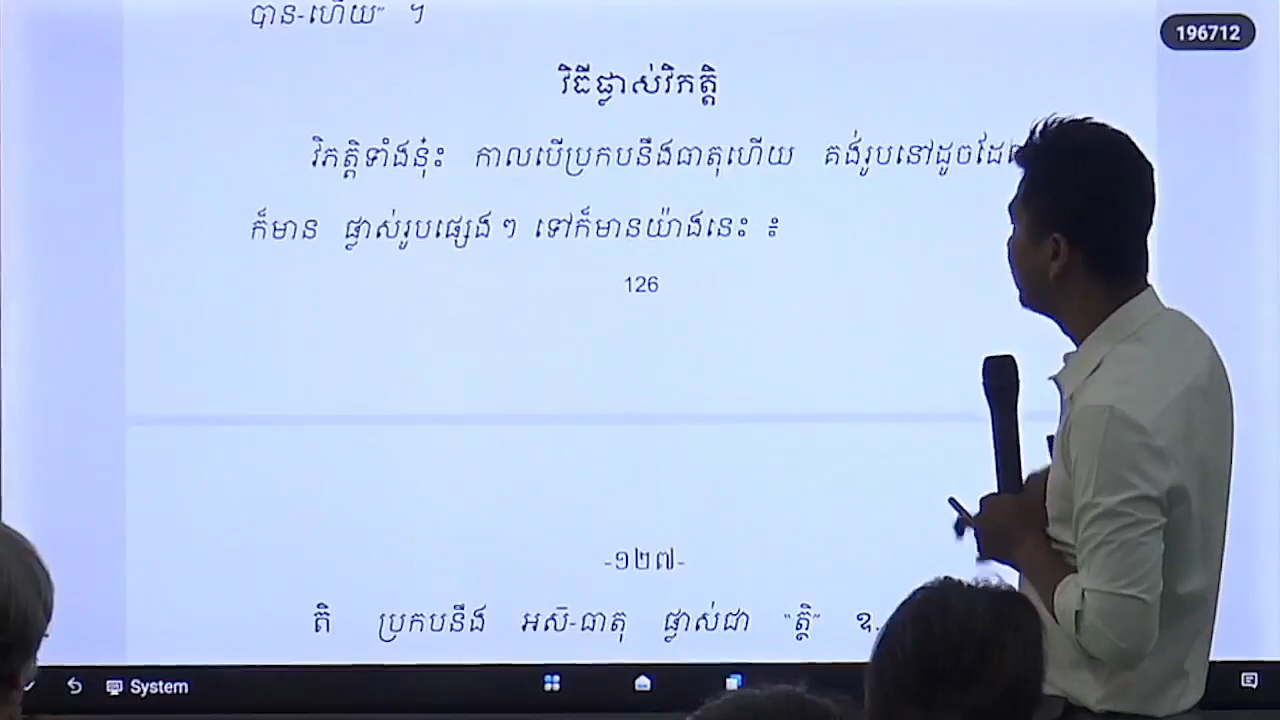 បាន-ហើយ” ។
196712
វិធីផ្លាស់វិភត្តិ
វិភត្តិទាំងនុ៎ះ កាលបើប្រកបនឹងធាតុហើយ គង់រូបនៅដូចដែល
ក៏មាន ផ្លាស់រូបផ្សេង ៗ ទៅក៏មានយ៉ាងនេះ ៖
126
-១២៧-
តិ ប្រកបនឹង អស៑-ធាតុ ផ្លាស់ជា “ត្ថិ” ឧ.
System